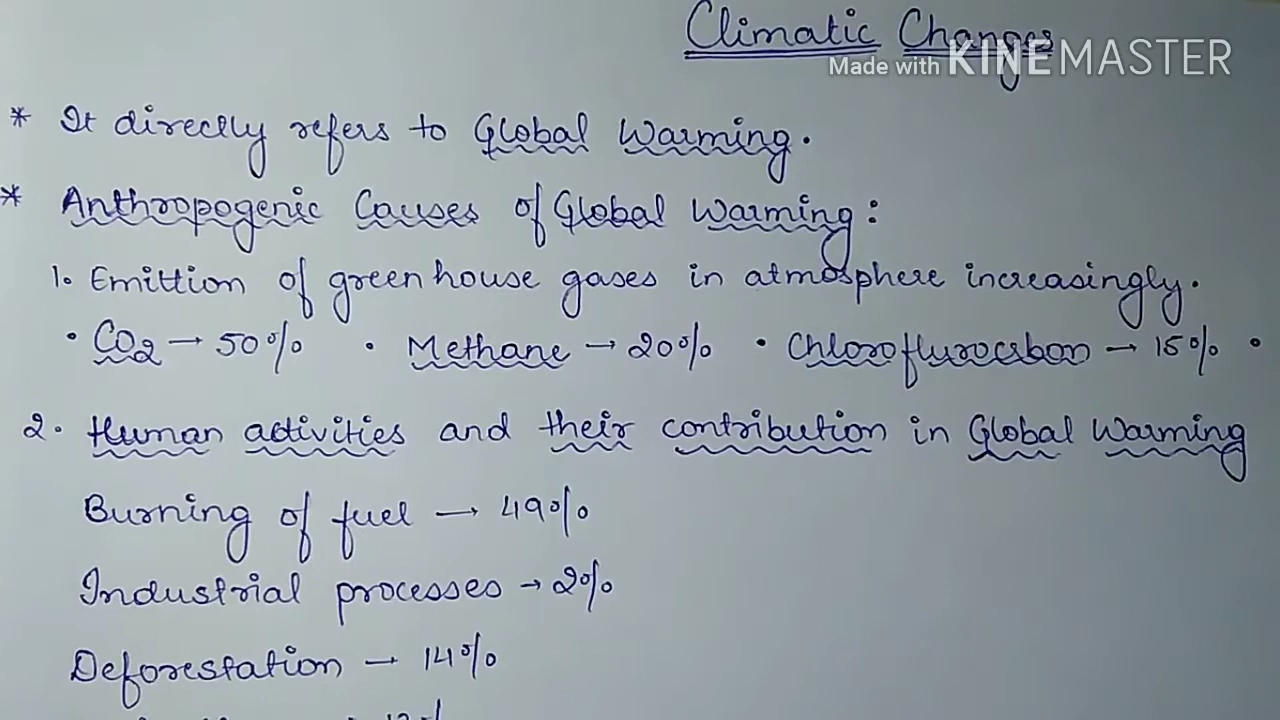 Climatic Changes
Made with KINEMASTER
* It directly refers to Global Warming.
* Anthropogenic Causes of Global Warming:
1. Emittion of greenhouse gases in atmosphere increasingly.
• CO2 → 50% • Methane → 20% • Chloroflurocarbon → 15% •
2. Human activities and their contribution in Global Warming
Burning of fuel → 49%
Industrial processes → 2%
Deforestation → 14%